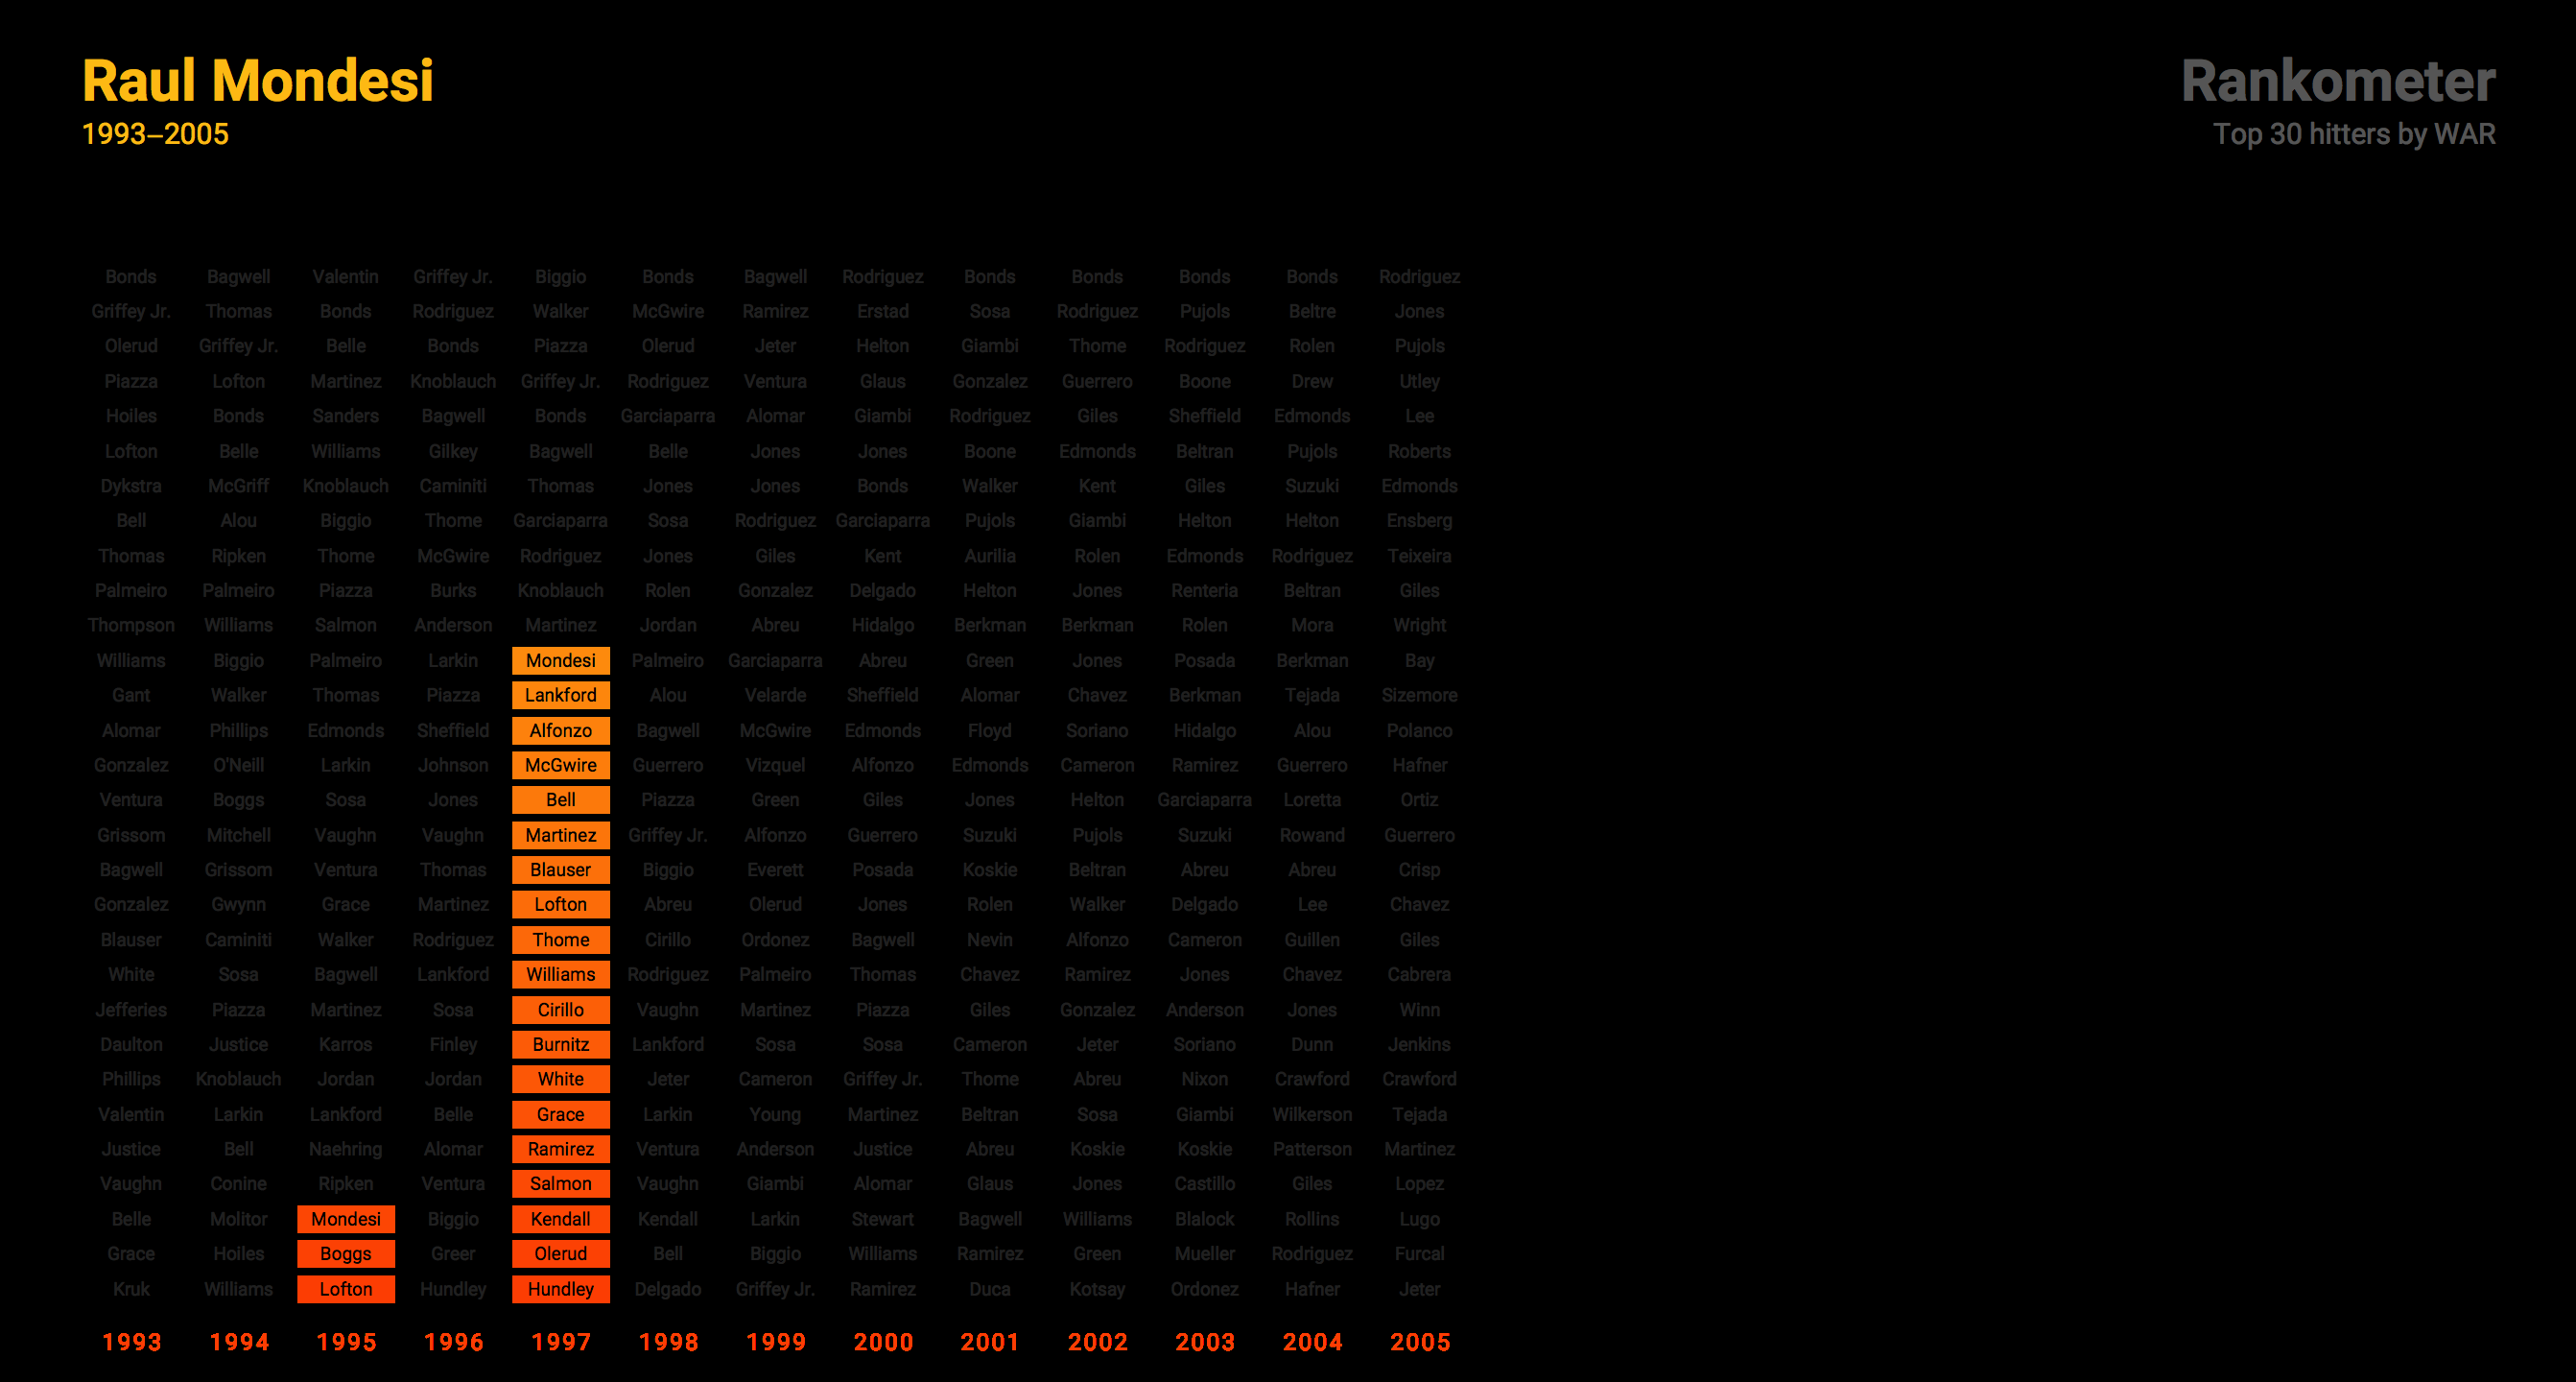 Raul Mondesi
1993–2005
Rankometer
Top 30 hitters by WAR
Bonds Bagwell Valentin Griffey Jr. Biggio Bonds Bagwell Rodriguez Bonds Bonds Bonds Bonds Rodriguez
Griffey Jr. Thomas Bonds Rodriguez Walker McGwire Ramirez Erstad Sosa Rodriguez Pujols Beltre Jones
Olerud Griffey Jr. Belle Bonds Piazza Olerud Jeter Helton Giambi Thome Rodriguez Rolen Pujols
Piazza Lofton Martinez Knoblauch Griffey Jr. Rodriguez Ventura Glaus Gonzalez Guerrero Boone Drew Utley
Hoiles Bonds Sanders Bagwell Bonds Garciaparra Alomar Giambi Rodriguez Giles Sheffield Edmonds Lee
Lofton Belle Williams Gilkey Bagwell Belle Jones Jones Boone Edmonds Beltran Pujols Roberts
Dykstra McGriff Knoblauch Caminiti Thomas Jones Jones Bonds Walker Kent Giles Suzuki Edmonds
Bell Alou Biggio Thome Garciaparra Sosa Rodriguez Garciaparra Pujols Giambi Helton Helton Ensberg
Thomas Ripken Thome McGwire Rodriguez Jones Giles Kent Aurilia Rolen Edmonds Rodriguez Teixeira
Palmeiro Palmeiro Piazza Burks Knoblauch Rolen Gonzalez Delgado Helton Jones Renteria Beltran Giles
Thompson Williams Salmon Anderson Martinez Jordan Abreu Hidalgo Berkman Berkman Rolen Mora Wright
Williams Biggio Palmeiro Larkin Mondesi Palmeiro Garciaparra Abreu Green Jones Posada Berkman Bay
Gant Walker Thomas Piazza Lankford Alou Velarde Sheffield Alomar Chavez Berkman Tejada Sizemore
Alomar Phillips Edmonds Sheffield Alfonzo Bagwell McGwire Edmonds Floyd Soriano Hidalgo Alou Polanco
Gonzalez O'Neill Larkin Johnson McGwire Guerrero Vizquel Alfonzo Edmonds Cameron Ramirez Guerrero Hafner
Ventura Boggs Sosa Jones Bell Piazza Green Giles Jones Helton Garciaparra Loretta Ortiz
Grissom Mitchell Vaughn Vaughn Martinez Griffey Jr. Alfonzo Guerrero Suzuki Pujols Suzuki Rowand Guerrero
Bagwell Grissom Ventura Thomas Blauser Biggio Everett Posada Koskie Beltran Abreu Abreu Crisp
Gonzalez Gwynn Grace Martinez Lofton Abreu Olerud Jones Rolen Walker Delgado Lee Chavez
Blauser Caminiti Walker Rodriguez Thome Cirillo Ordonez Bagwell Nevin Alfonzo Cameron Guillen Giles
White Sosa Bagwell Lankford Williams Rodriguez Palmeiro Thomas Chavez Ramirez Jones Chavez Cabrera
Jefferies Piazza Martinez Sosa Cirillo Vaughn Martinez Piazza Giles Gonzalez Anderson Jones Winn
Daulton Justice Karros Finley Burnitz Lankford Sosa Sosa Cameron Jeter Soriano Dunn Jenkins
Phillips Knoblauch Jordan Jordan White Jeter Cameron Griffey Jr. Thome Abreu Nixon Crawford Crawford
Valentin Larkin Lankford Belle Grace Larkin Young Martinez Beltran Sosa Giambi Wilkerson Tejada
Justice Bell Naehring Alomar Ramirez Ventura Anderson Justice Abreu Koskie Koskie Patterson Martinez
Vaughn Conine Ripken Ventura Salmon Vaughn Giambi Alomar Glaus Jones Castillo Giles Lopez
Belle Molitor Mondesi Biggio Kendall Kendall Larkin Stewart Bagwell Williams Blalock Rollins Lugo
Grace Hoiles Boggs Greer Olerud Bell Biggio Williams Ramirez Green Mueller Rodriguez Furcal
Kruk Williams Lofton Hundley Hundley Delgado Griffey Jr. Ramirez Duca Kotsay Ordonez Hafner Jeter
1993 1994 1995 1996 1997 1998 1999 2000 2001 2002 2003 2004 2005